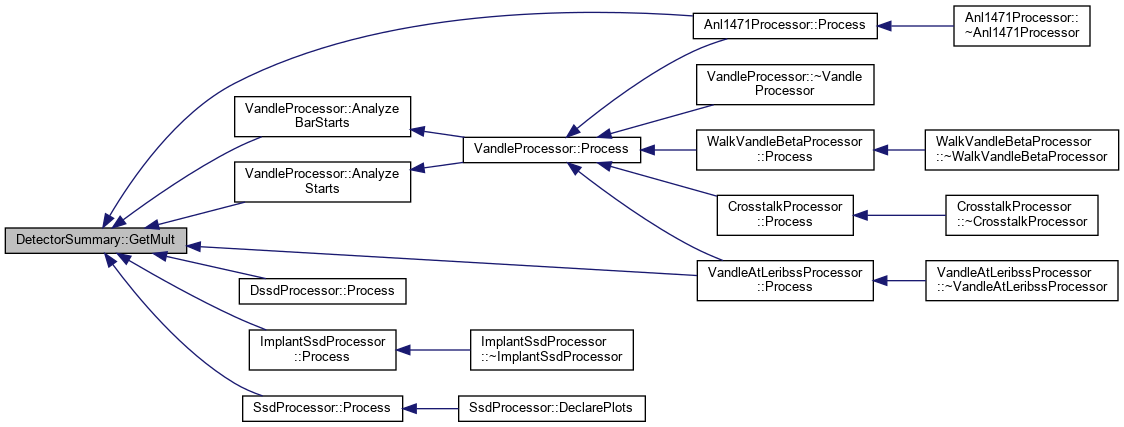 DetectorSummary::GetMult
Anl1471Processor::Process
Anl1471Processor::
~Anl1471Processor
VandleProcessor::Analyze
BarStarts
VandleProcessor::Analyze
Starts
VandleProcessor::Process
VandleProcessor::~Vandle
Processor
WalkVandleBetaProcessor
::Process
WalkVandleBetaProcessor
::~WalkVandleBetaProcessor
CrosstalkProcessor
::Process
CrosstalkProcessor
::~CrosstalkProcessor
VandleAtLeribssProcessor
::Process
VandleAtLeribssProcessor
::~VandleAtLeribssProcessor
DssdProcessor::Process
ImplantSsdProcessor
::Process
ImplantSsdProcessor
::~ImplantSsdProcessor
SsdProcessor::Process
SsdProcessor::DeclarePlots